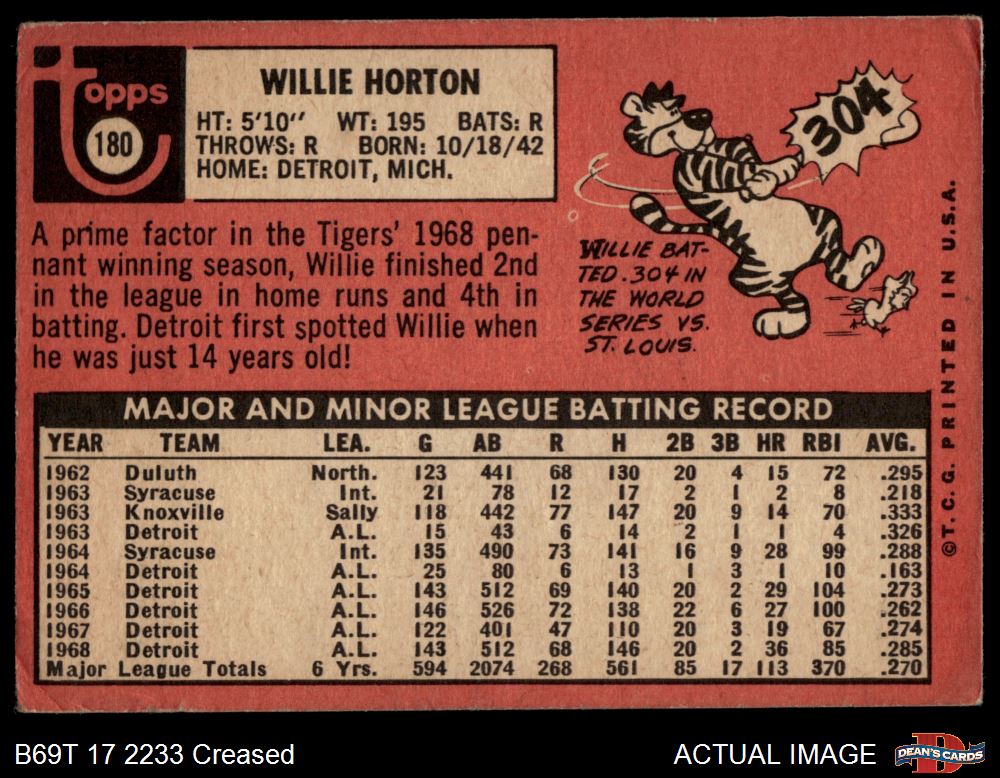 topps
180
WILLIE HORTON
HT: 5'10" WT: 195 BATS: R
THROWS: R BORN: 10/18/42
HOME: DETROIT, MICH.
304
A prime factor in the Tigers' 1968 pen-
nant winning season, Willie finished 2nd
in the league in home runs and 4th in
batting. Detroit first spotted Willie when
he was just 14 years old!
WILLIE BAT-
TED .304 IN
THE WORLD
SERIES VS.
ST. LOUIS.
MAJOR AND MINOR LEAGUE BATTING RECORD
YEAR TEAM LEA. G AB R H 2B 3B HR RBI AVG.
1962 Duluth North. 123 441 68 130 20 4 15 72 .295
1963 Syracuse Int. 21 78 12 17 2 1 2 8 .218
1963 Knoxville Sally 118 442 77 147 20 9 14 70 .333
1963 Detroit A.L. 15 43 6 14 2 1 1 4 .326
1964 Syracuse Int. 135 490 73 141 16 9 28 99 .288
1964 Detroit A.L. 25 80 6 13 1 3 1 10 .163
1965 Detroit A.L. 143 512 69 140 20 2 29 104 .273
1966 Detroit A.L. 146 526 72 138 22 6 27 100 .262
1967 Detroit A.L. 122 401 47 110 20 3 19 67 .274
1968 Detroit A.L. 143 512 68 146 20 2 36 85 .285
Major League Totals 6 Yrs. 594 2074 268 561 85 17 113 370 .270
©T.C.G. PRINTED IN U.S.A.
B69T 17 2233 Creased
ACTUAL IMAGE
DEAN'S CARDS